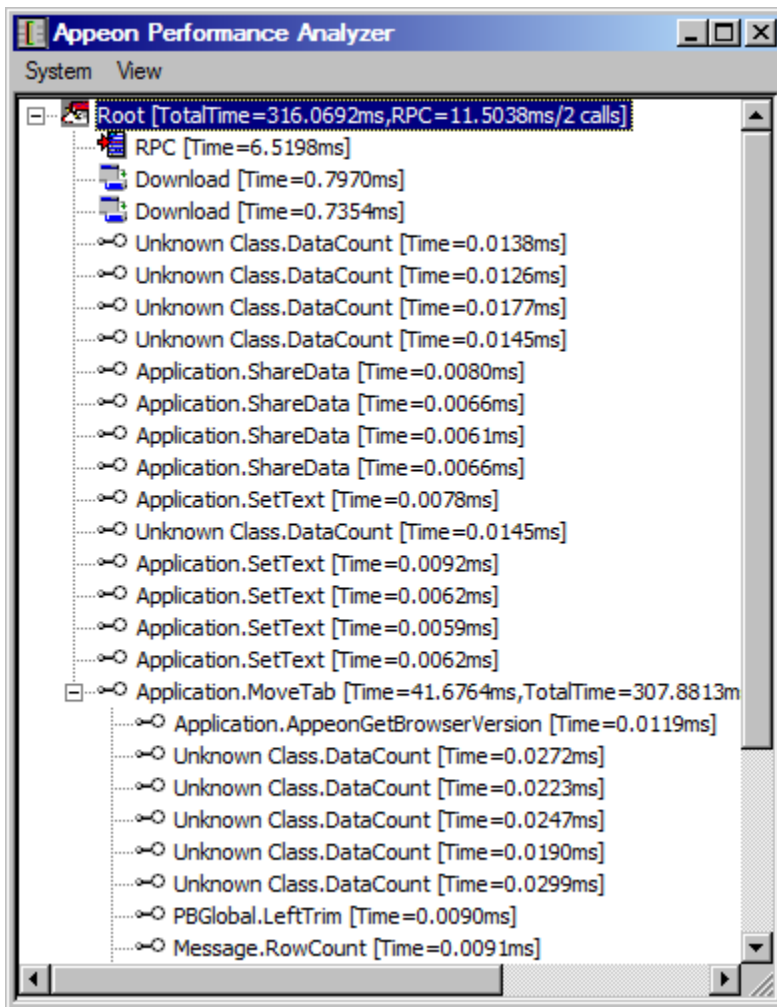 Appeon Performance Analyzer
System View
Root [TotalTime=316.0692ms,RPC=11.5038ms/2 calls]
RPC [Time=6.5198ms]
Download [Time=0.7970ms]
Download [Time=0.7354ms]
Unknown Class.DataCount [Time=0.0138ms]
Unknown Class.DataCount [Time=0.0126ms]
Unknown Class.DataCount [Time=0.0177ms]
Unknown Class.DataCount [Time=0.0145ms]
Application.ShareData [Time=0.0080ms]
Application.ShareData [Time=0.0066ms]
Application.ShareData [Time=0.0061ms]
Application.ShareData [Time=0.0066ms]
Application.SetText [Time=0.0078ms]
Unknown Class.DataCount [Time=0.0145ms]
Application.SetText [Time=0.0092ms]
Application.SetText [Time=0.0062ms]
Application.SetText [Time=0.0059ms]
Application.SetText [Time=0.0062ms]
Application.MoveTab [Time=41.6764ms,TotalTime=307.8813m
Application.AppeonGetBrowserVersion [Time=0.0119ms]
Unknown Class.DataCount [Time=0.0272ms]
Unknown Class.DataCount [Time=0.0223ms]
Unknown Class.DataCount [Time=0.0247ms]
Unknown Class.DataCount [Time=0.0190ms]
Unknown Class.DataCount [Time=0.0299ms]
PBGlobal.LeftTrim [Time=0.0090ms]
Message.RowCount [Time=0.0091ms]